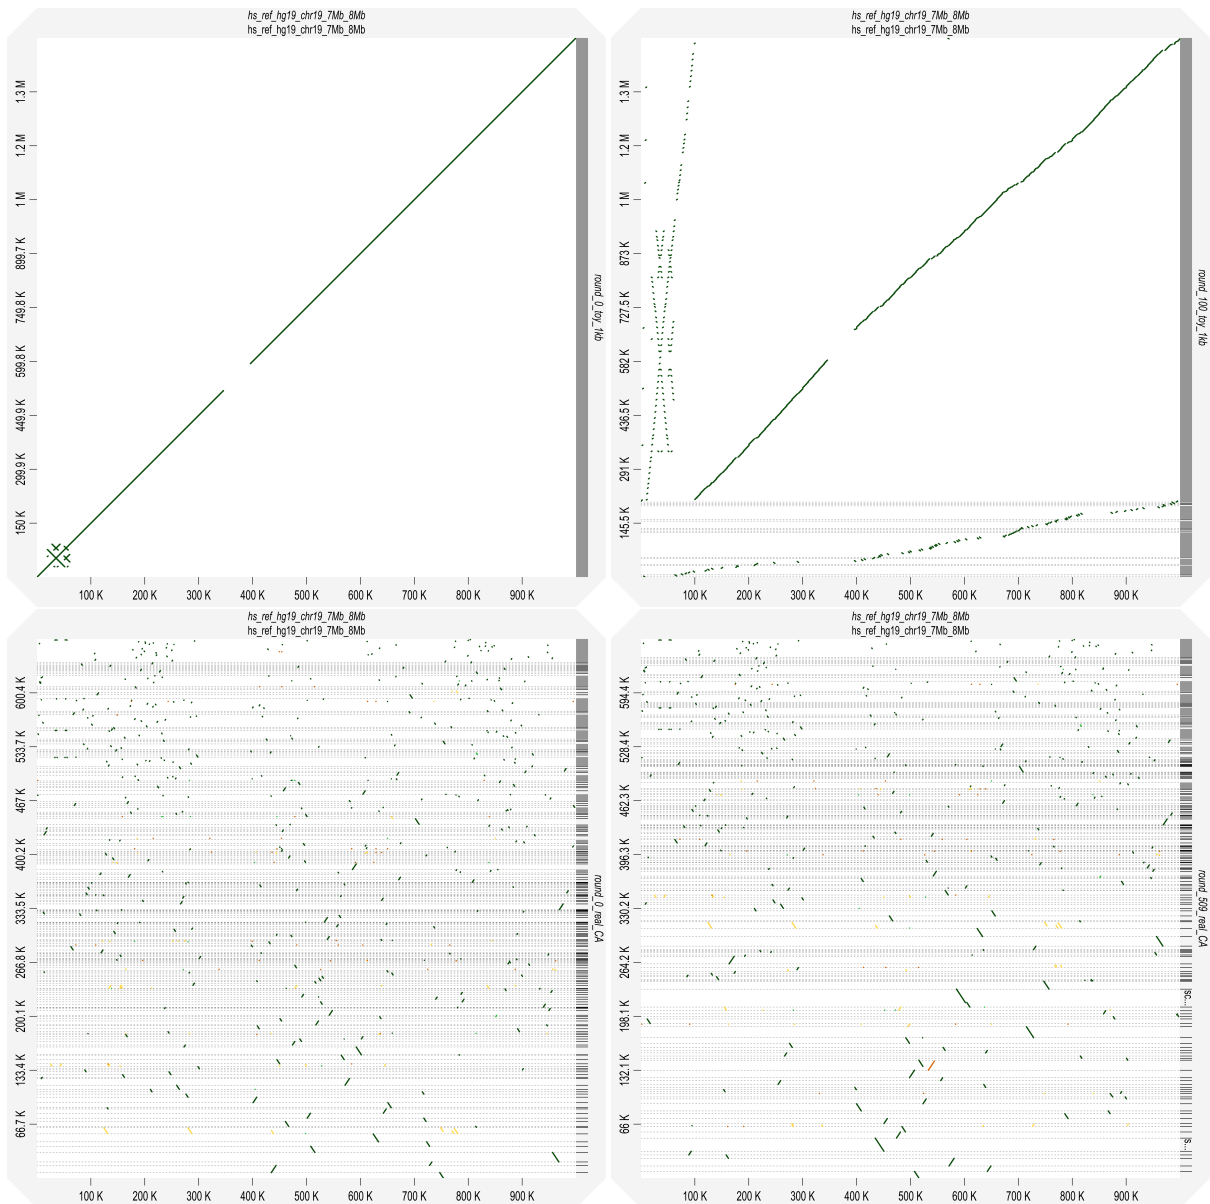 hs_ref_hg19_chr19_7Mb_8Mb
hs_ref_hg19_chr19_7Mb_8Mb
1.3 M
1.2 M
1 M
899.7 K
749.8 K
599.8 K
449.9 K
299.9 K
150 K
100 K 200 K 300 K 400 K 500 K 600 K 700 K 800 K 900 K
round_0_toy_1kb
hs_ref_hg19_chr19_7Mb_8Mb
hs_ref_hg19_chr19_7Mb_8Mb
1.3 M
1.2 M
1 M
873 K
727.5 K
582 K
436.5 K
291 K
145.5 K
100 K 200 K 300 K 400 K 500 K 600 K 700 K 800 K 900 K
round_100_toy_1kb
hs_ref_hg19_chr19_7Mb_8Mb
hs_ref_hg19_chr19_7Mb_8Mb
600.4 K
533.7 K
467 K
400.2 K
333.5 K
266.8 K
200.1 K
133.4 K
66.7 K
100 K 200 K 300 K 400 K 500 K 600 K 700 K 800 K 900 K
round_0_real_CA
hs_ref_hg19_chr19_7Mb_8Mb
hs_ref_hg19_chr19_7Mb_8Mb
594.4 K
528.4 K
462.3 K
396.3 K
330.2 K
264.2 K
198.1 K
132.1 K
66 K
100 K 200 K 300 K 400 K 500 K 600 K 700 K 800 K 900 K
sc...
s...
round_509_real_CA